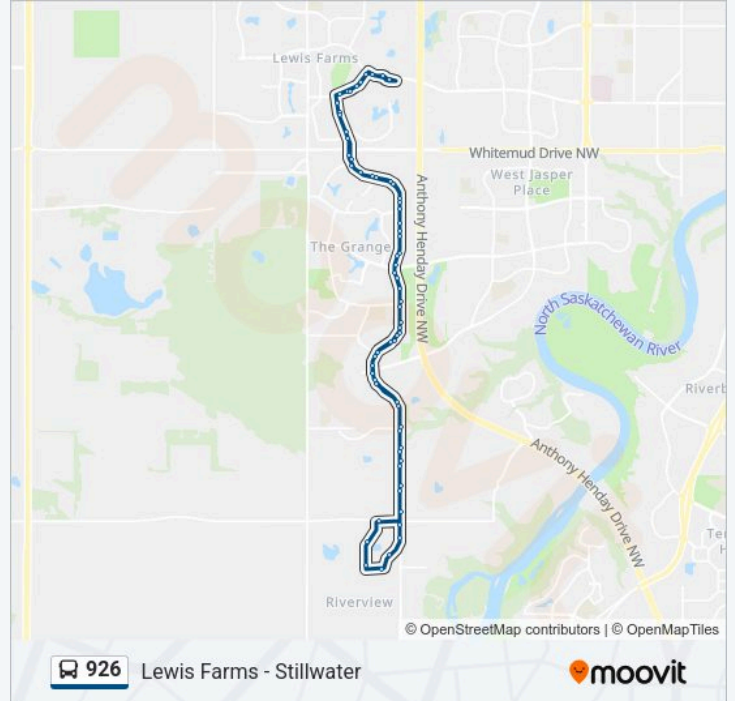 Lewis Farms
Whitemud Drive NW
West Jasper
Place
Anthony Henday Drive NW
The Grange
North Saskatchewan River
Riverb
Anthony Henday Drive NW
Te
H
Riverview
© OpenStreetMap contributors | © OpenMapTiles
926 Lewis Farms - Stillwater
moovit